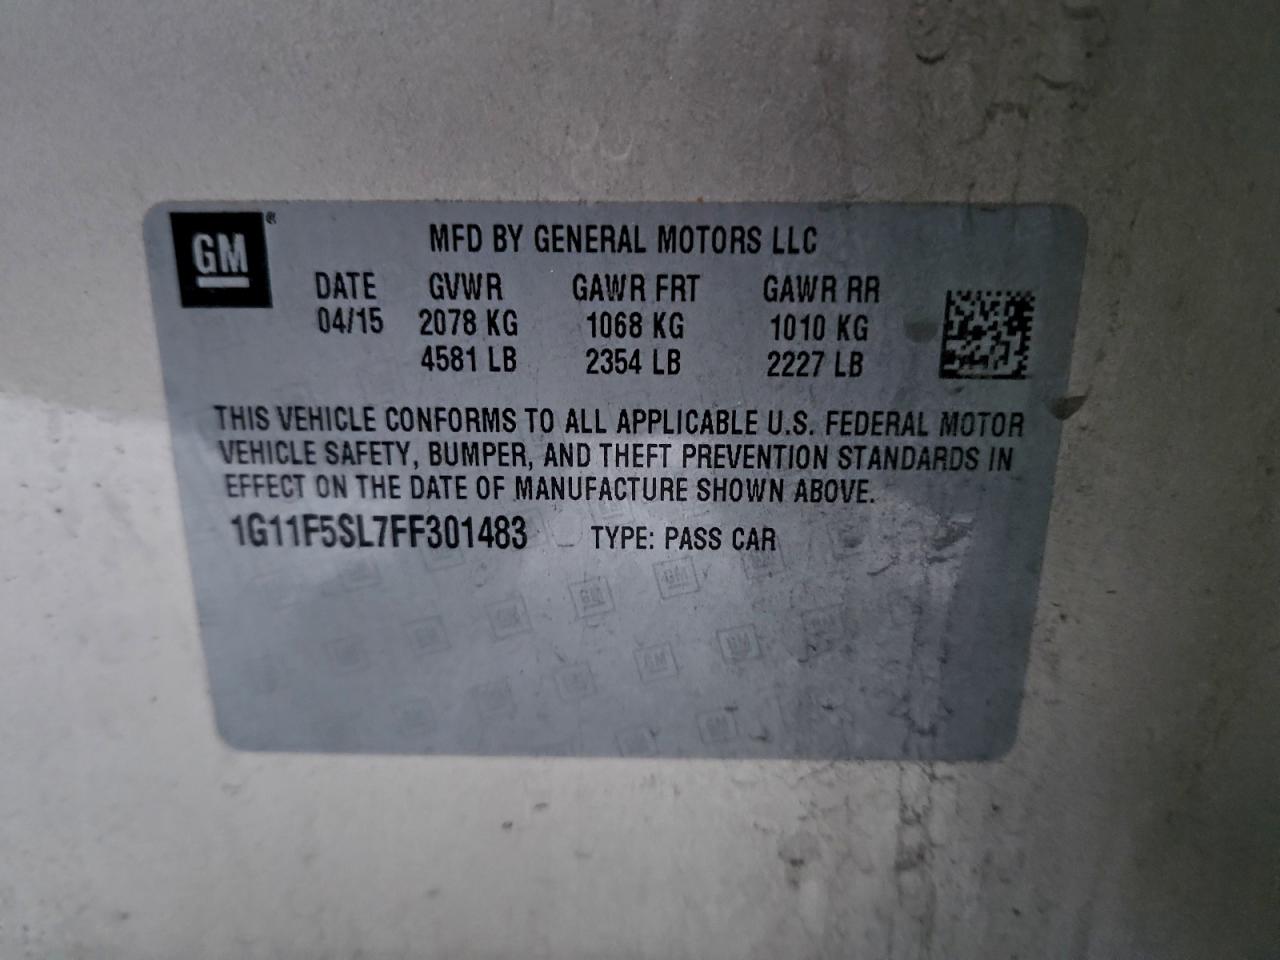 GM®
MFD BY GENERAL MOTORS LLC
DATE GVWR GAWR FRT GAWR RR
04/15 2078 KG 1068 KG 1010 KG
4581 LB 2354 LB 2227 LB
THIS VEHICLE CONFORMS TO ALL APPLICABLE U.S. FEDERAL MOTOR
VEHICLE SAFETY, BUMPER, AND THEFT PREVENTION STANDARDS IN
EFFECT ON THE DATE OF MANUFACTURE SHOWN ABOVE.
1G11F5SL7FF301483 TYPE: PASS CAR